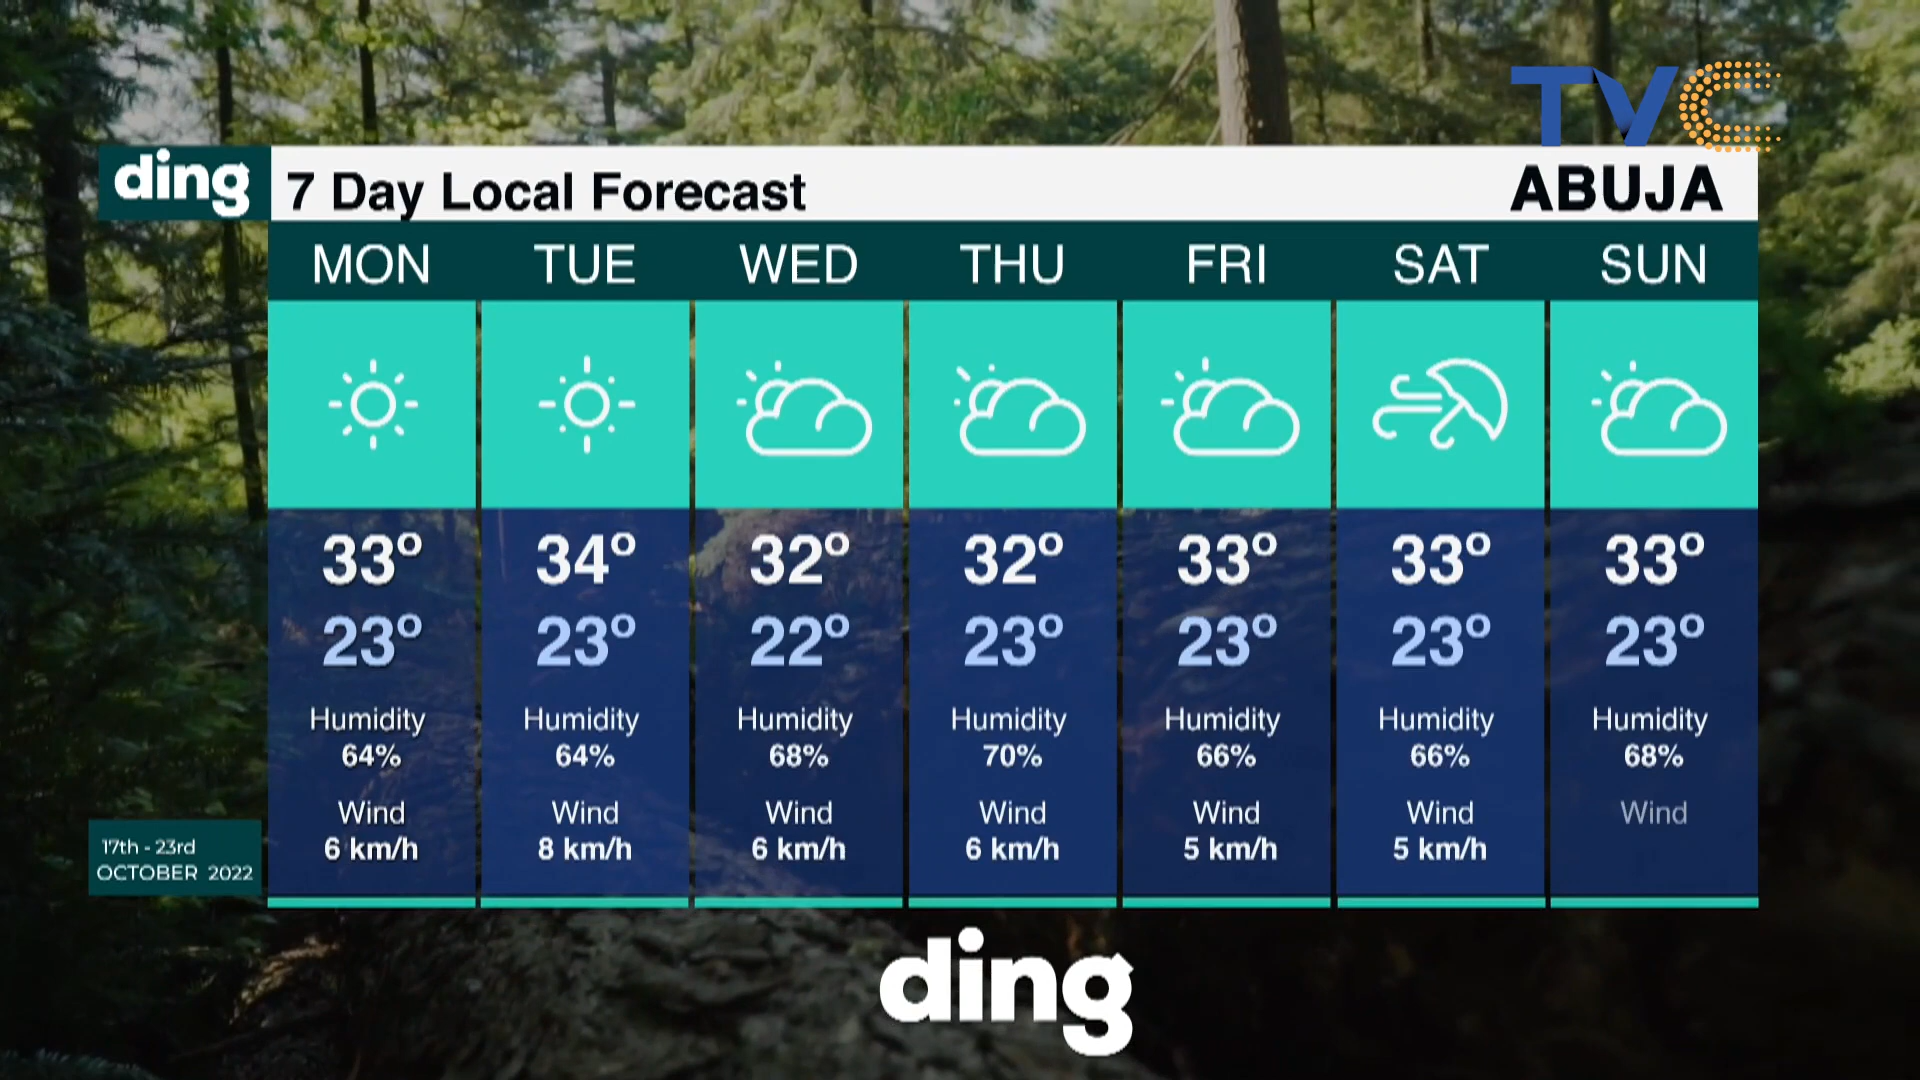 TVC
ding
7 Day Local Forecast
ABUJA
MON TUE WED THU FRI SAT SUN
33° 34° 32° 32° 33° 33° 33°
23° 23° 22° 23° 23° 23° 23°
Humidity Humidity Humidity Humidity Humidity Humidity Humidity
64% 64% 68% 70% 66% 66% 68%
Wind Wind Wind Wind Wind Wind Wind
6 km/h 8 km/h 6 km/h 6 km/h 5 km/h 5 km/h
17th - 23rd
OCTOBER 2022
ding